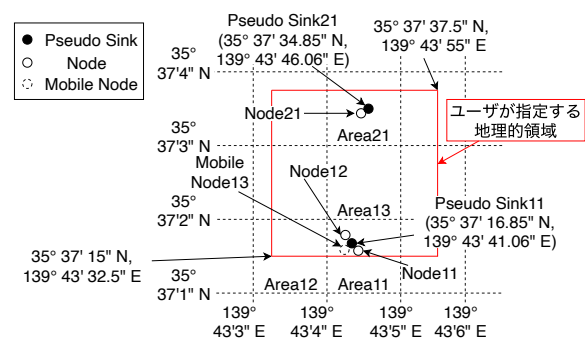 Pseudo Sink
Node
Mobile Node
Pseudo Sink21
(35° 37' 34.85" N,
139° 43' 46.06" E)
35° 37' 37.5" N,
139° 43' 55" E
35°
37'4" N
ユーザが指定する
地理的領域
Node21
Area21
35°
37'3" N
Mobile
Node13
Node12
Area13
Pseudo Sink11
(35° 37' 16.85" N,
139° 43' 41.06" E)
35°
37'2" N
35° 37' 15" N,
139° 43' 32.5" E
Node11
35°
37'1" N
Area12
Area11
139°
43'3" E
139°
43'4" E
139°
43'5" E
139°
43'6" E